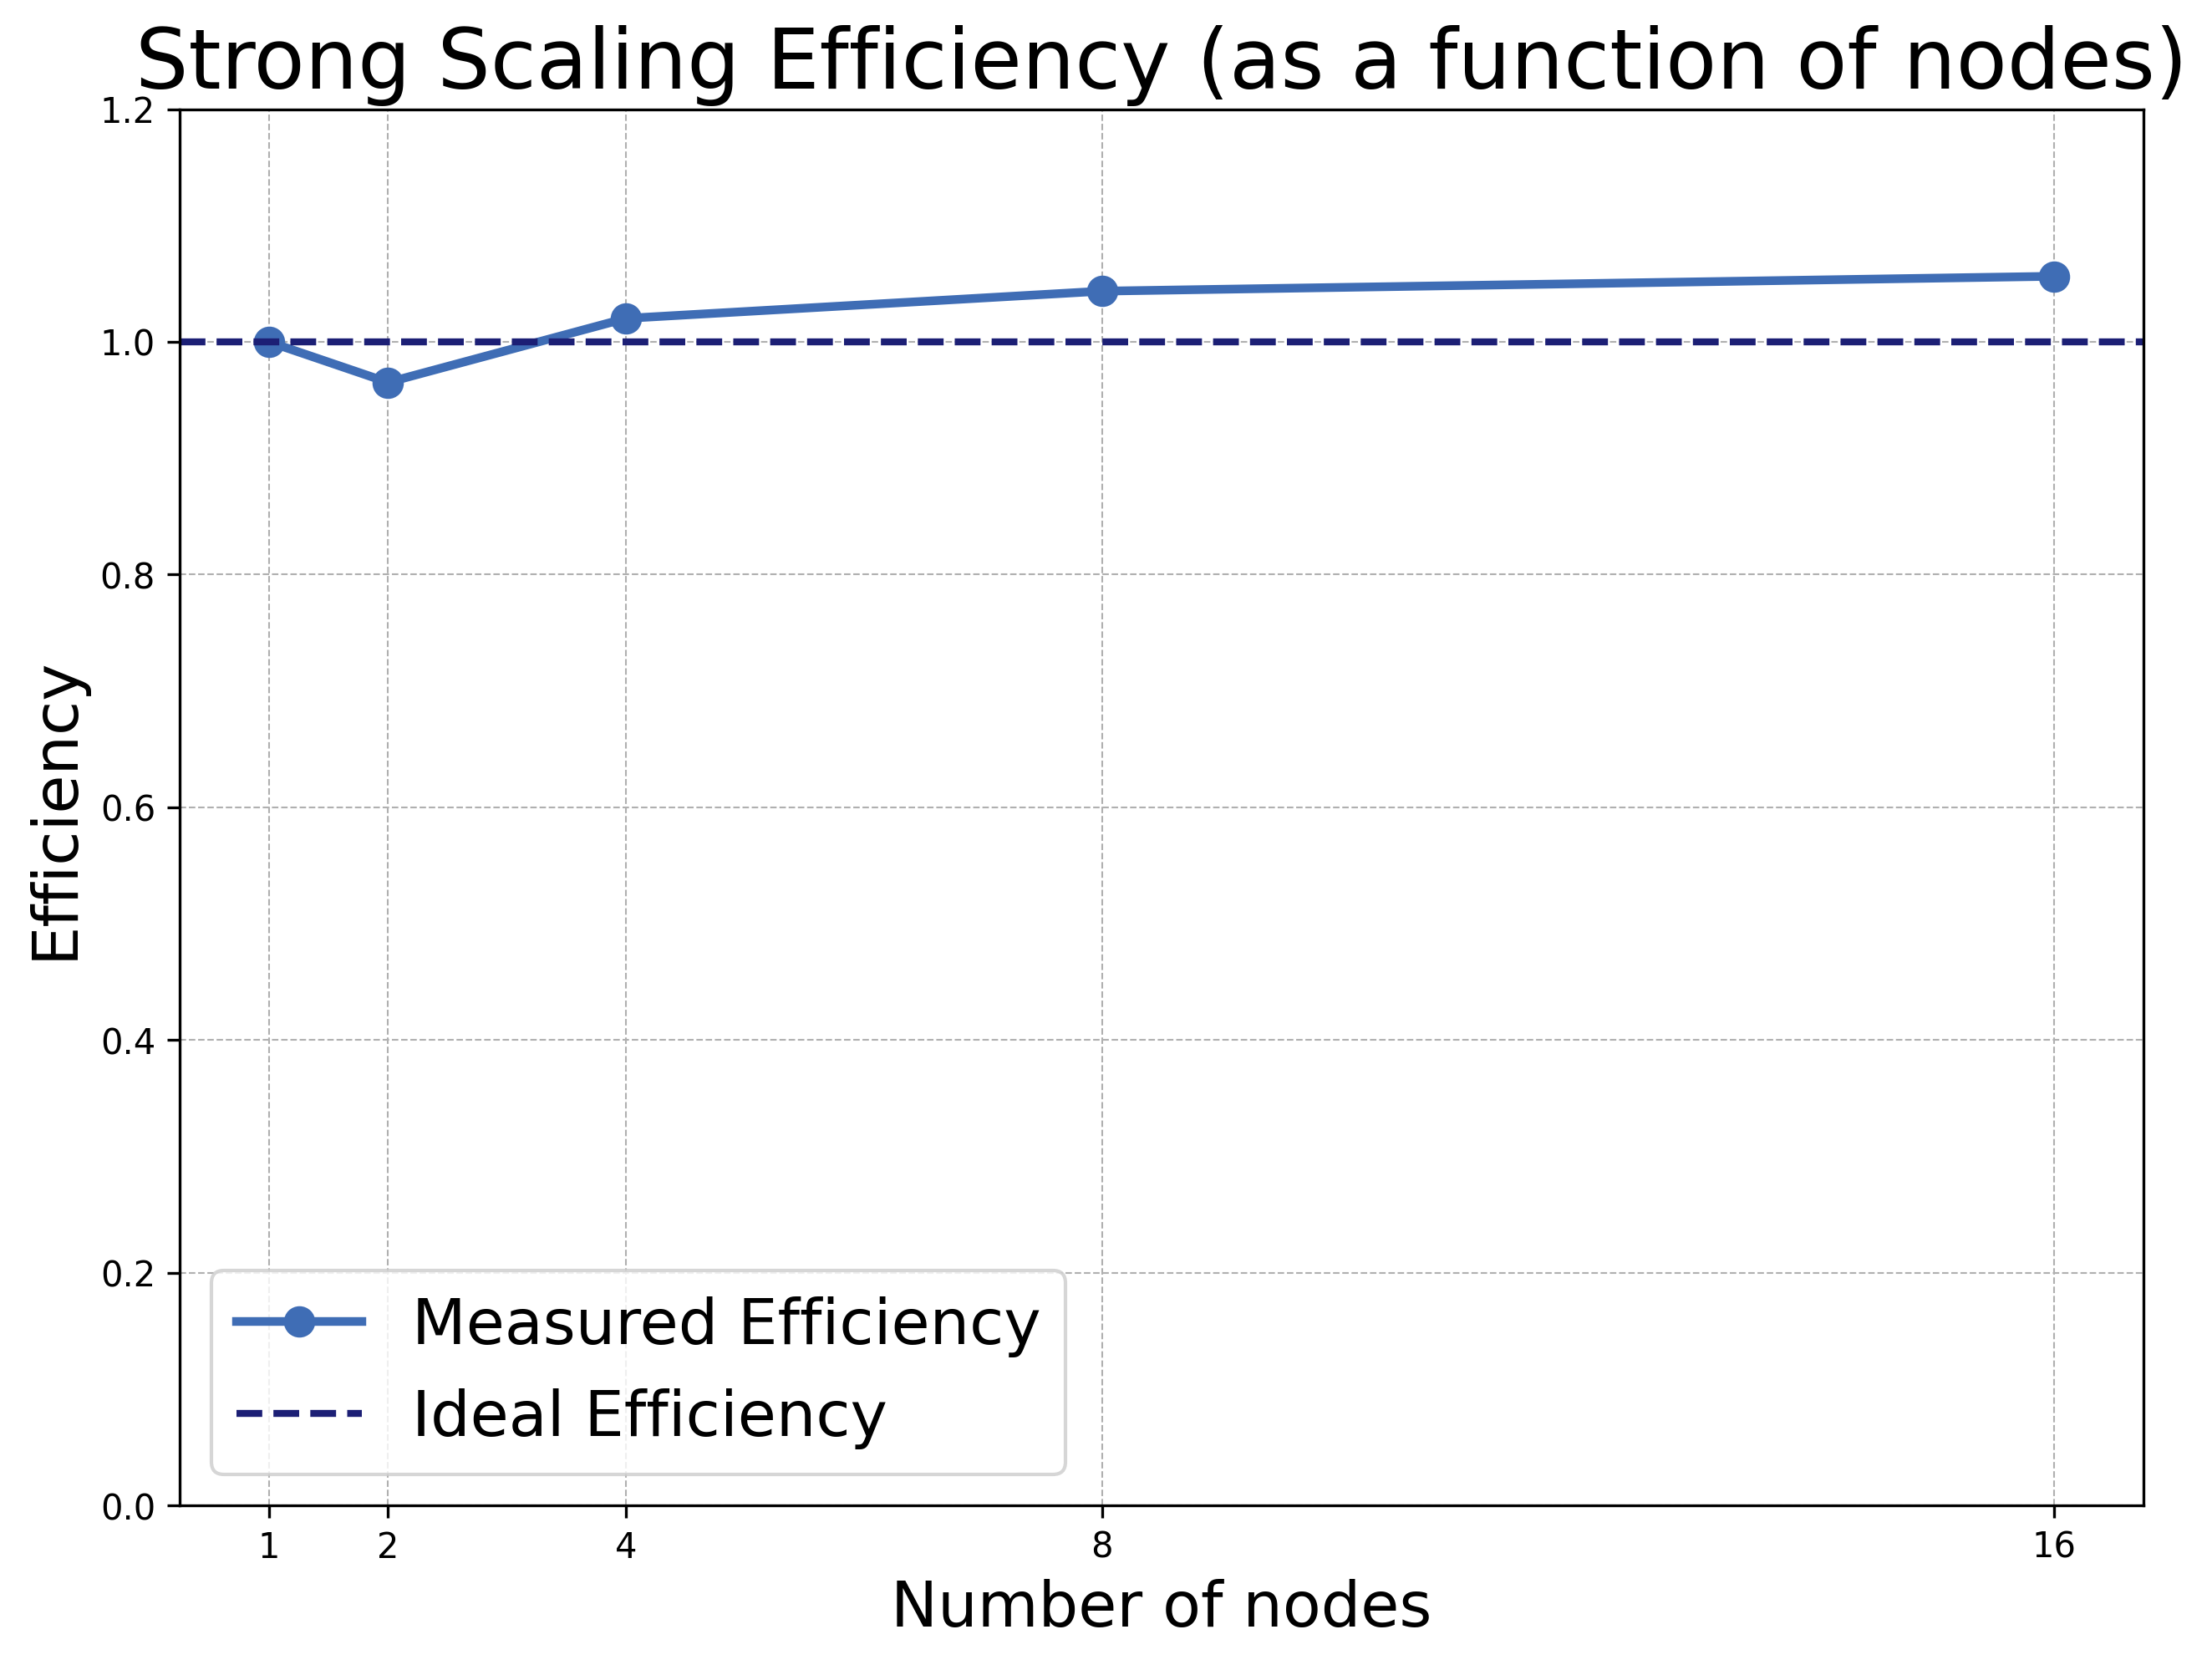 Strong Scaling Efficiency (as a function of nodes)
1.2
1.0
0.8
0.6
0.4
0.2
0.0
Efficiency
Measured Efficiency
Ideal Efficiency
1 2 4 8 16
Number of nodes